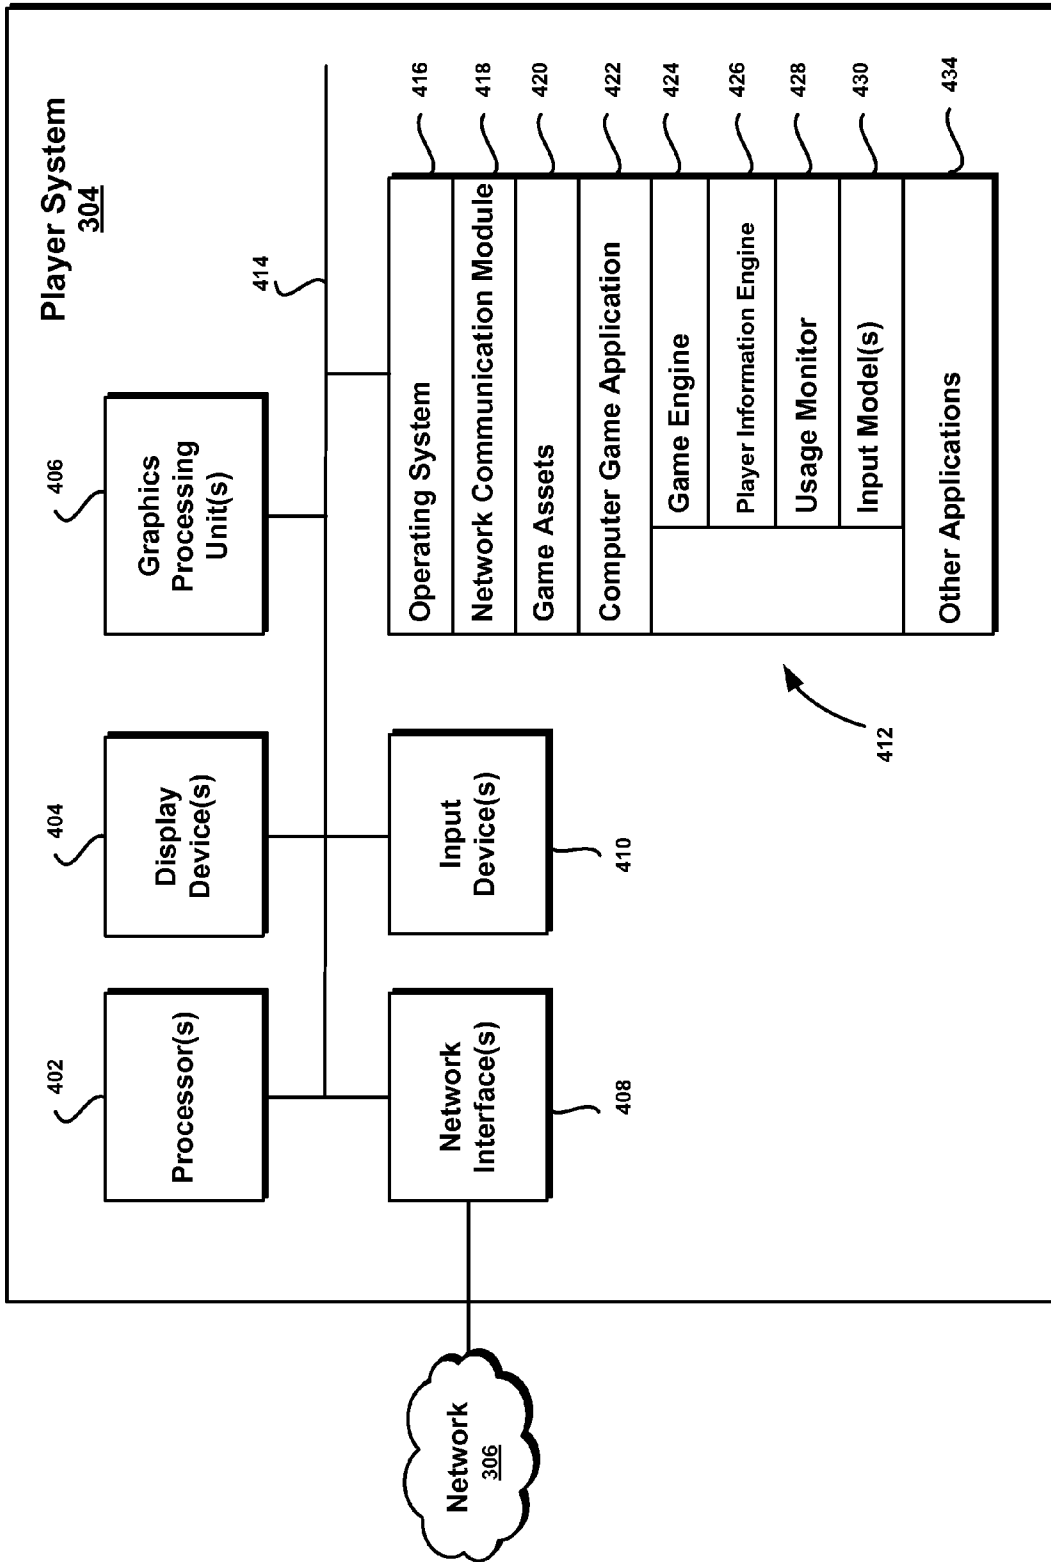 Player System
304
402
404
406
Processor(s)
Display
Device(s)
Graphics
Processing
Unit(s)
414
Network
306
Network
Interface(s)
408
Input
Device(s)
410
412
Operating System
416
Network Communication Module
418
Game Assets
420
Computer Game Application
422
Game Engine
424
Player Information Engine
426
Usage Monitor
428
Input Model(s)
430
Other Applications
434